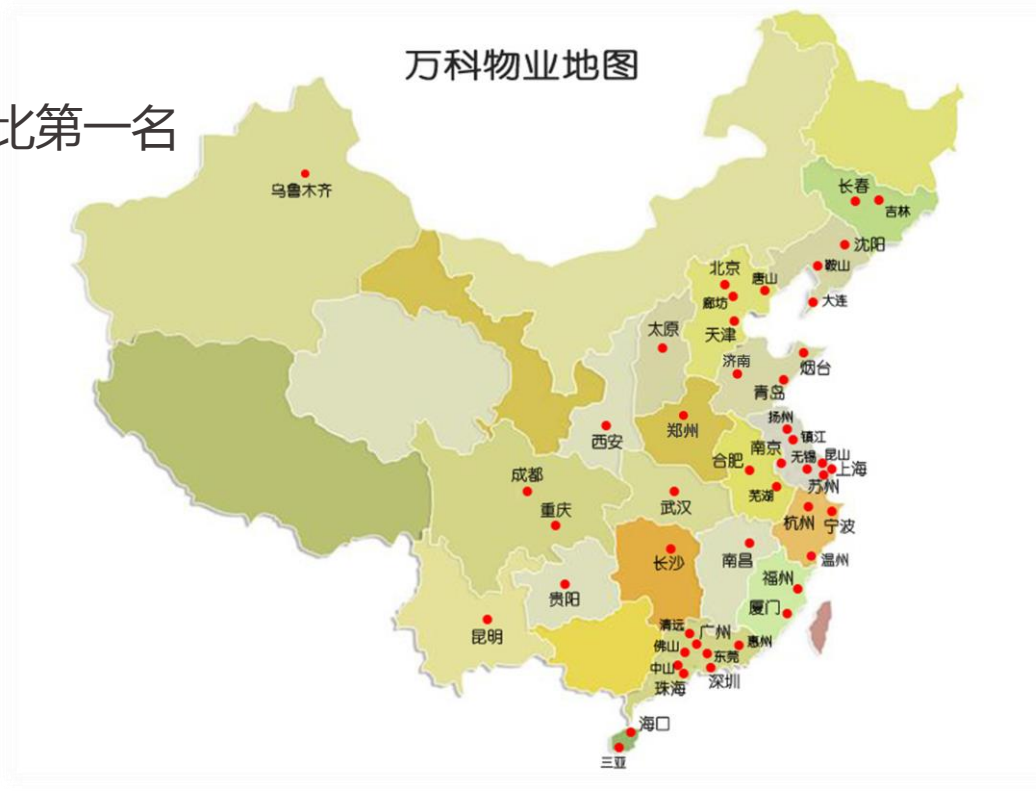 万科物业地图
比第一名
乌鲁木齐
长春
吉林
沈阳
鞍山
北京
唐山
廊坊
大连
天津
太原
济南
烟台
青岛
扬州
郑州
镇江
西安
南京
合肥
无锡
昆山
上海
成都
苏州
芜湖
武汉
重庆
杭州
宁波
长沙
南昌
温州
福州
贵阳
厦门
清远
广州
昆明
佛山
惠州
东莞
中山
深圳
珠海
海口
三亚